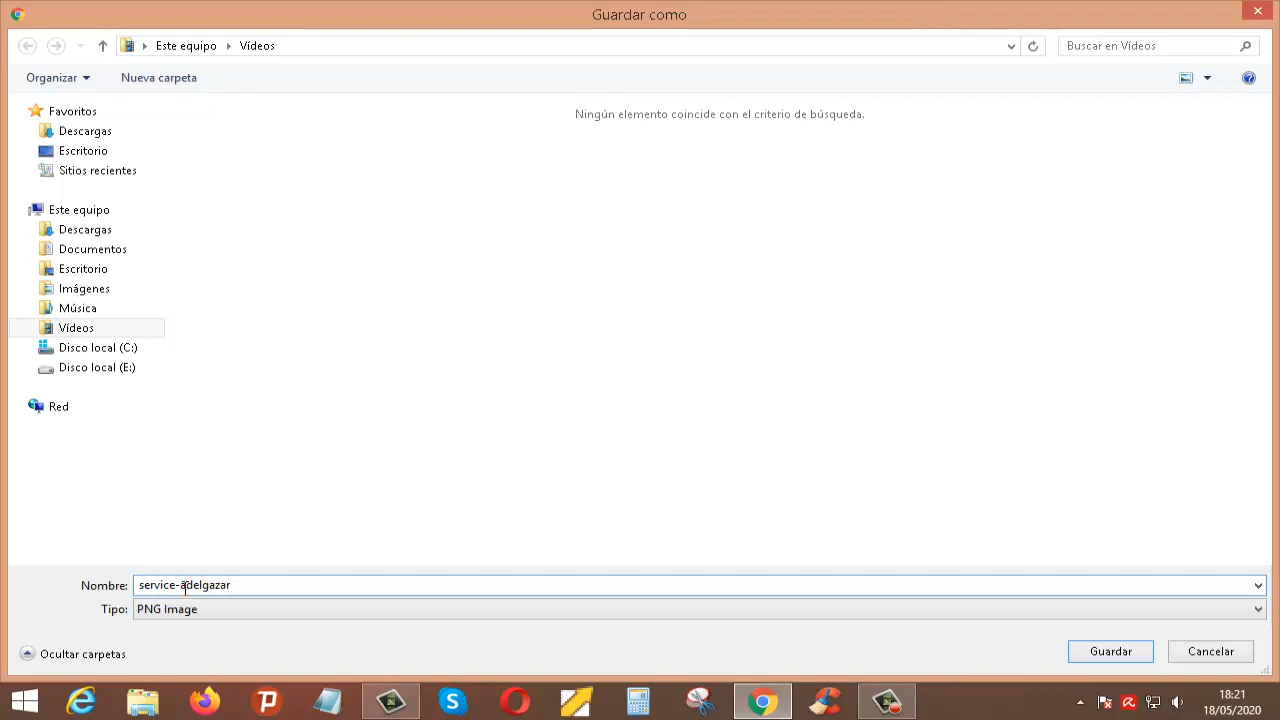 Guardar como
Este equipo
Vídeos
Buscar en Vídeos
Organizar
Nueva carpeta
Favoritos
Ningún elemento coincide con el criterio de búsqueda.
Descargas
Escritorio
Sitios recientes
Este equipo
Descargas
Documentos
Escritorio
Imágenes
Música
Vídeos
Disco local (C:)
Disco local (E:)
Red
Nombre: service-adelgazar
Tipo: PNG Image
Ocultar carpetas
Guardar
Cancelar
18:21
18/05/2020